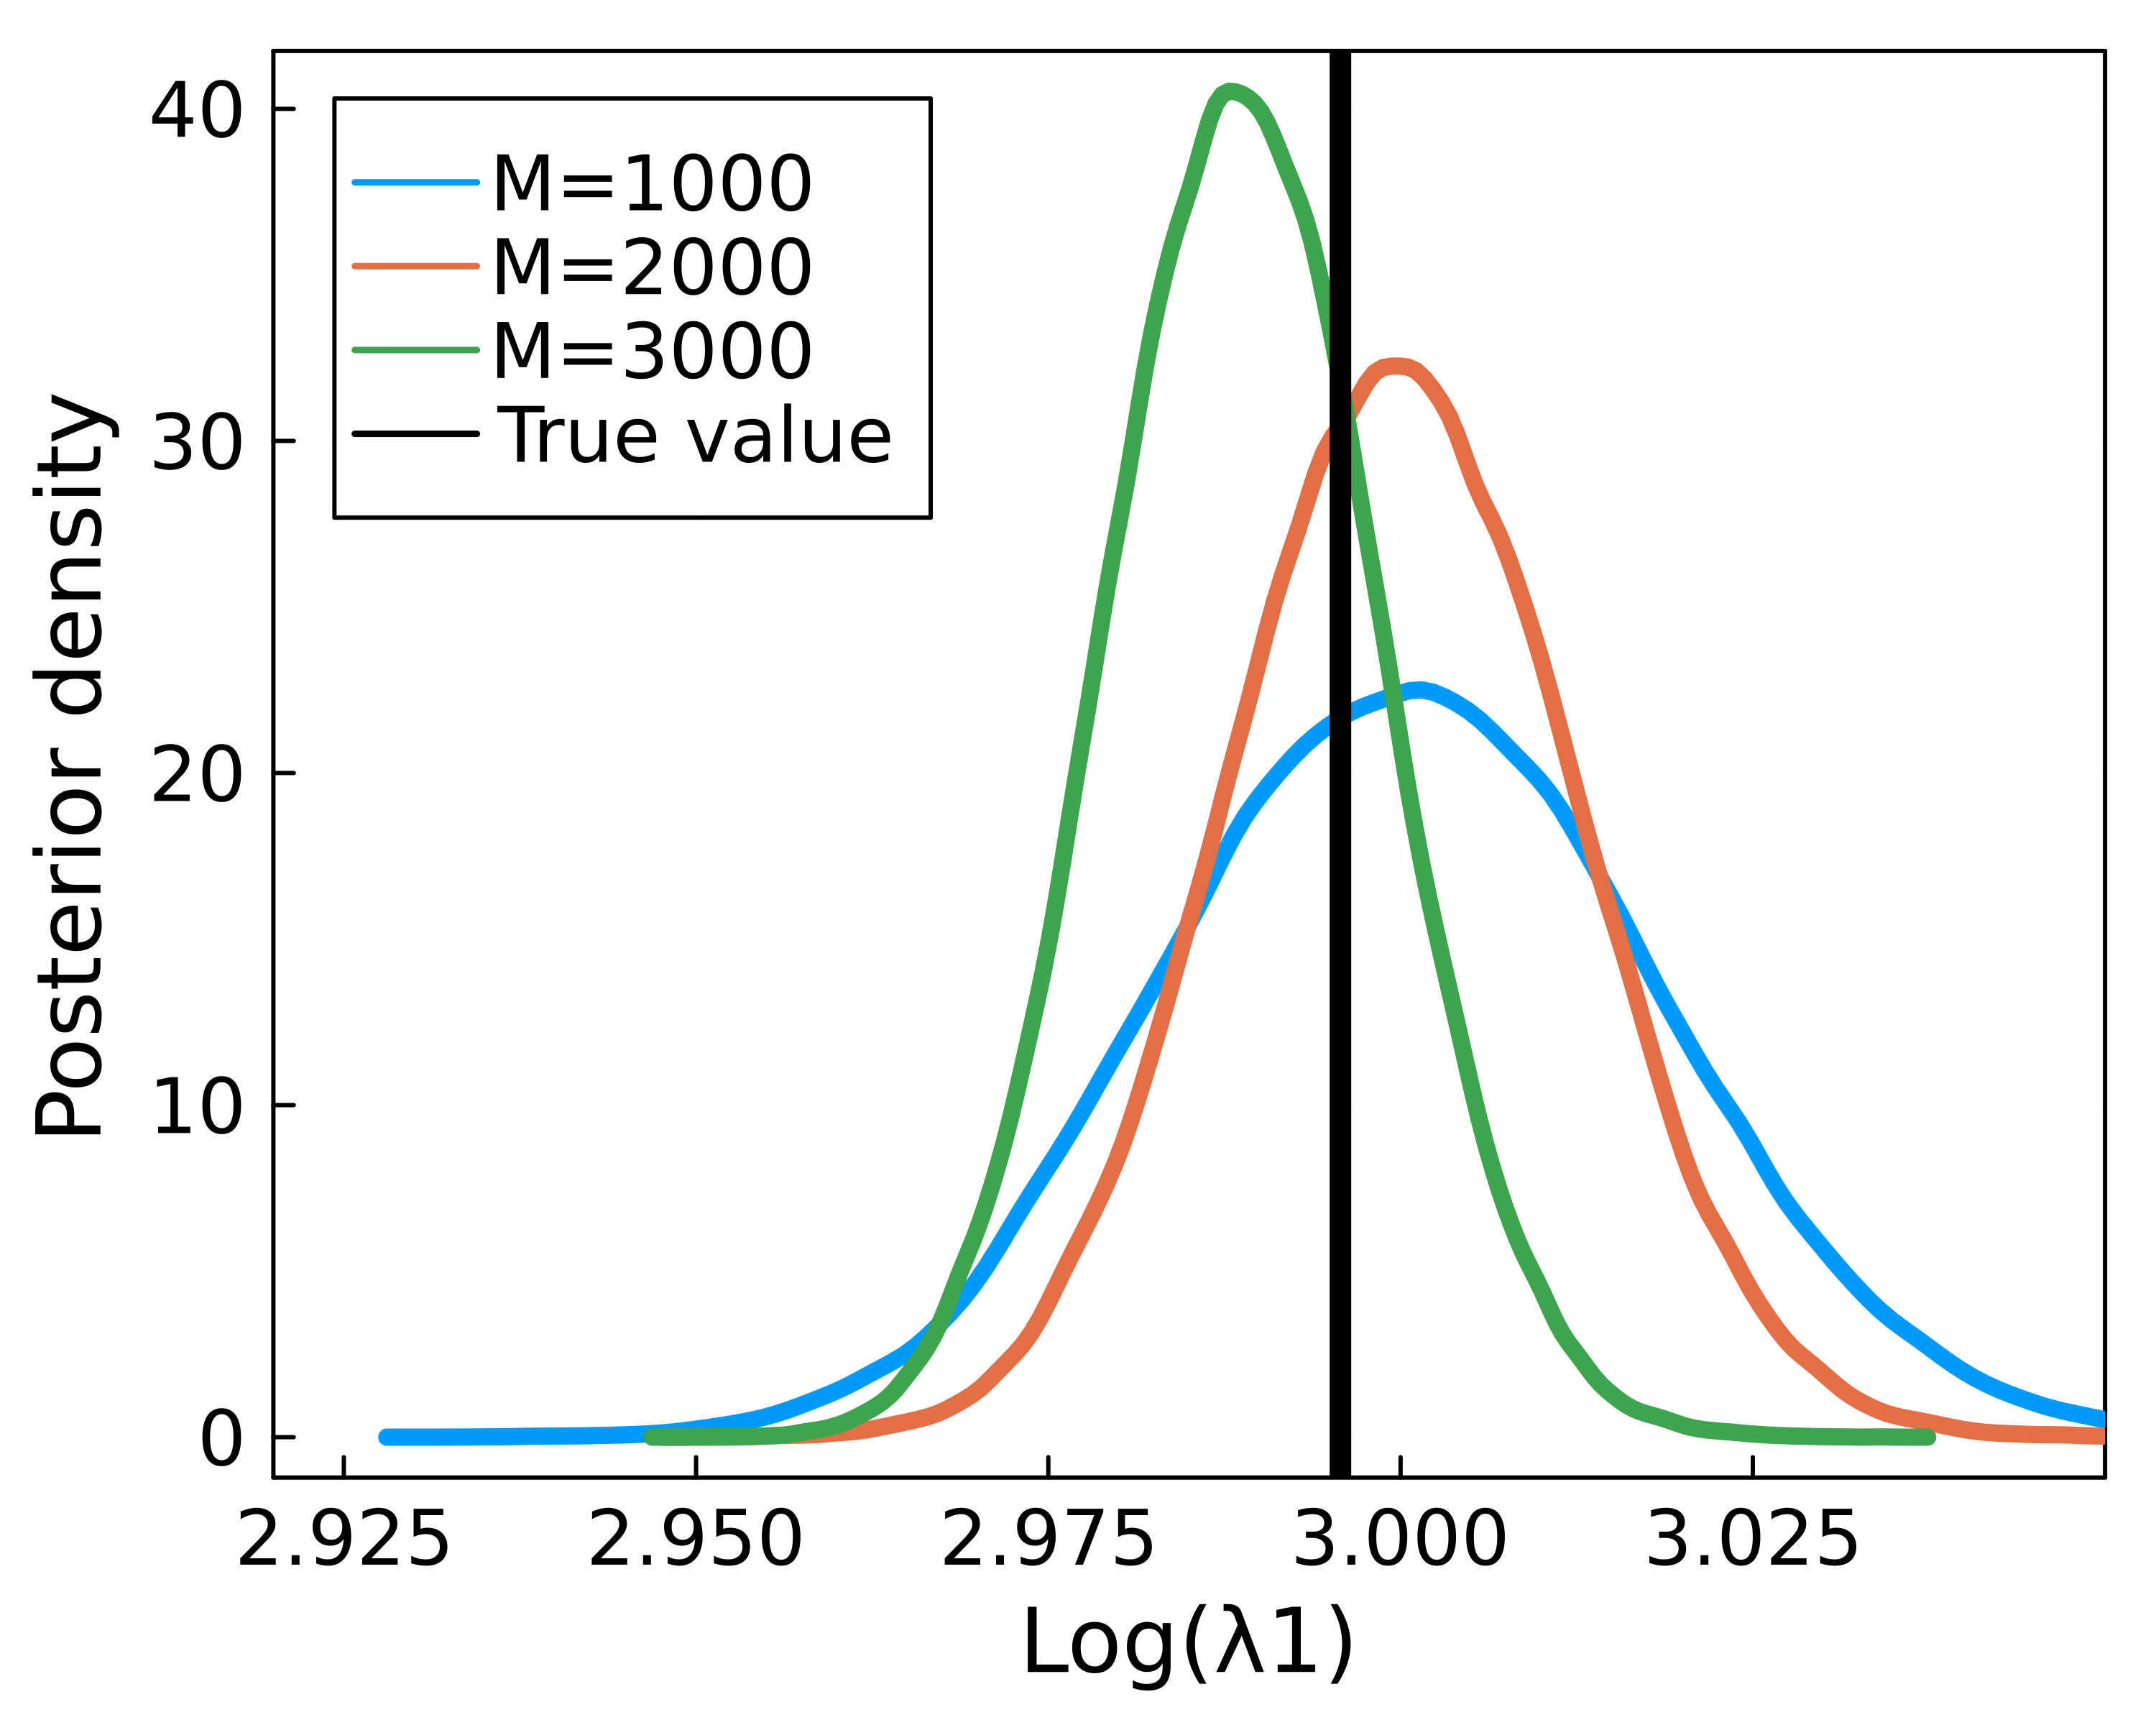 40
30
20
10
0
Posterior density
M=1000
M=2000
M=3000
True value
2.925 2.950 2.975 3.000 3.025
Log(λ1)